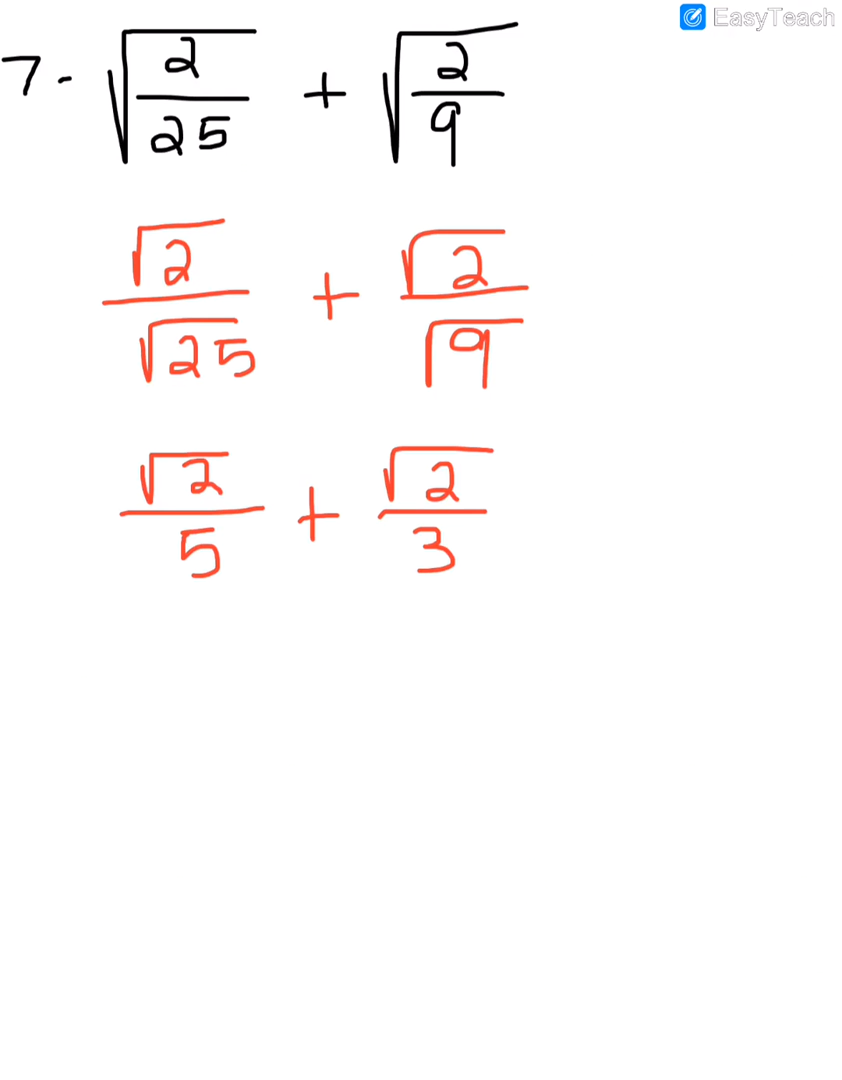 EasyTeach
7. √(2/25) + √(2/9)
√2/√25 + √2/√9
√2/5 + √2/3